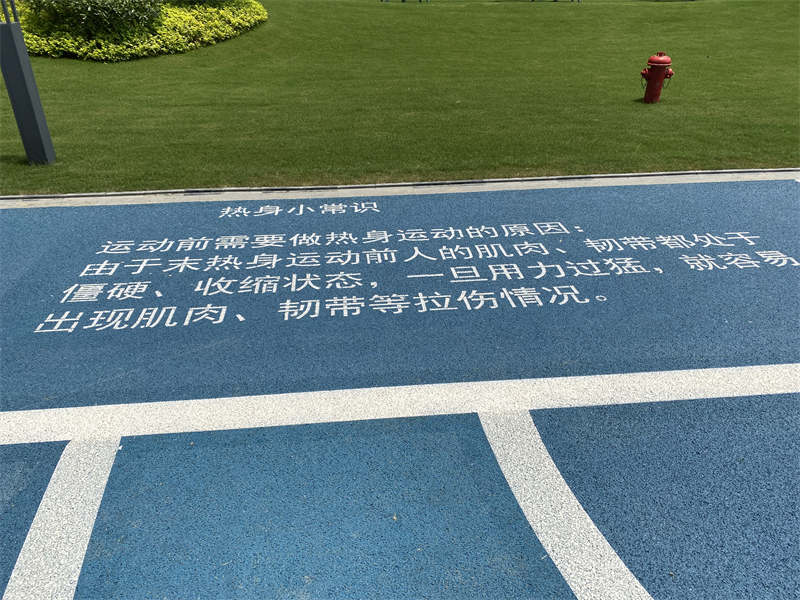 热身小常识
运动前需要做热身运动的原因：
由于末热身运动前人的肌肉、韧带都处于
僵硬、收缩状态，一旦用力过猛，就容易
出现肌肉、韧带等拉伤情况。